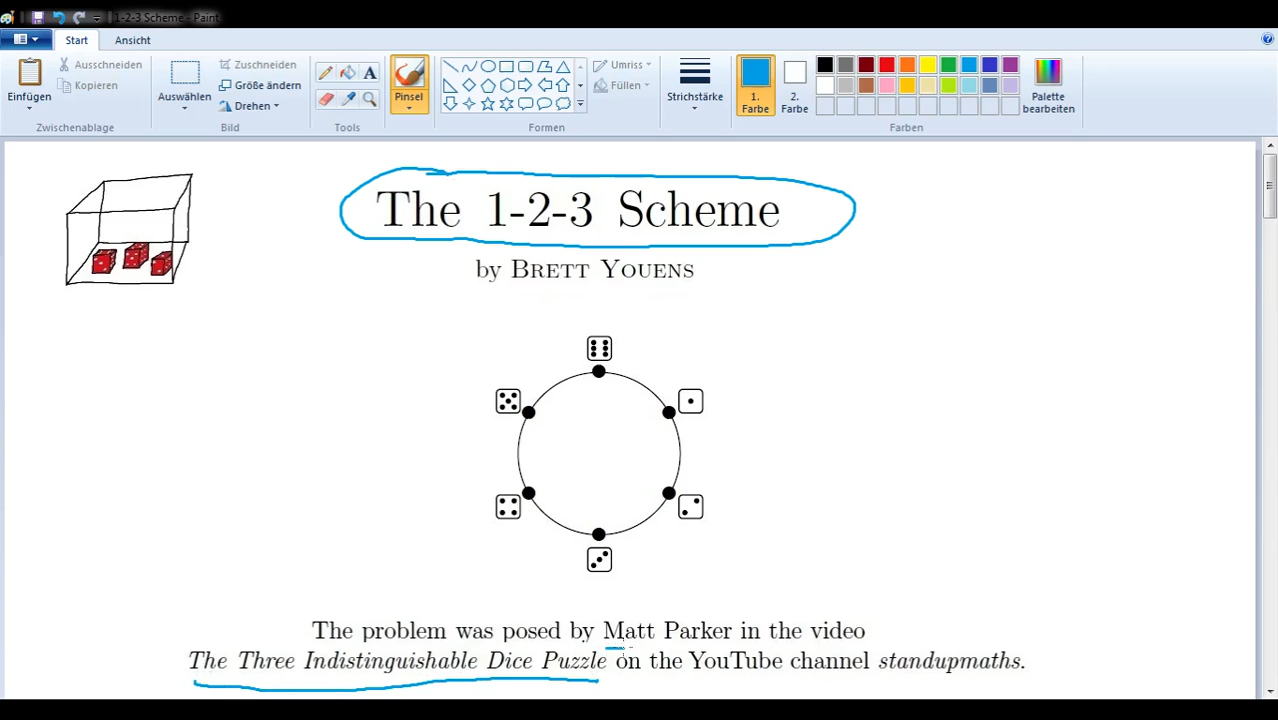 1-2-3 Scheme - Paint
Start Ansicht
Einfügen
Ausschneiden
Kopieren
Zwischenablage
Auswählen
Zuschneiden
Größe ändern
Drehen
Bild
A
Tools
Pinsel
Formen
Umriss
Füllen
Strichstärke
1.
Farbe
2.
Farbe
Farben
Palette
bearbeiten
The 1-2-3 Scheme
by BRETT YOUENS
The problem was posed by Matt Parker in the video
The Three Indistinguishable Dice Puzzle on the YouTube channel standupmaths.